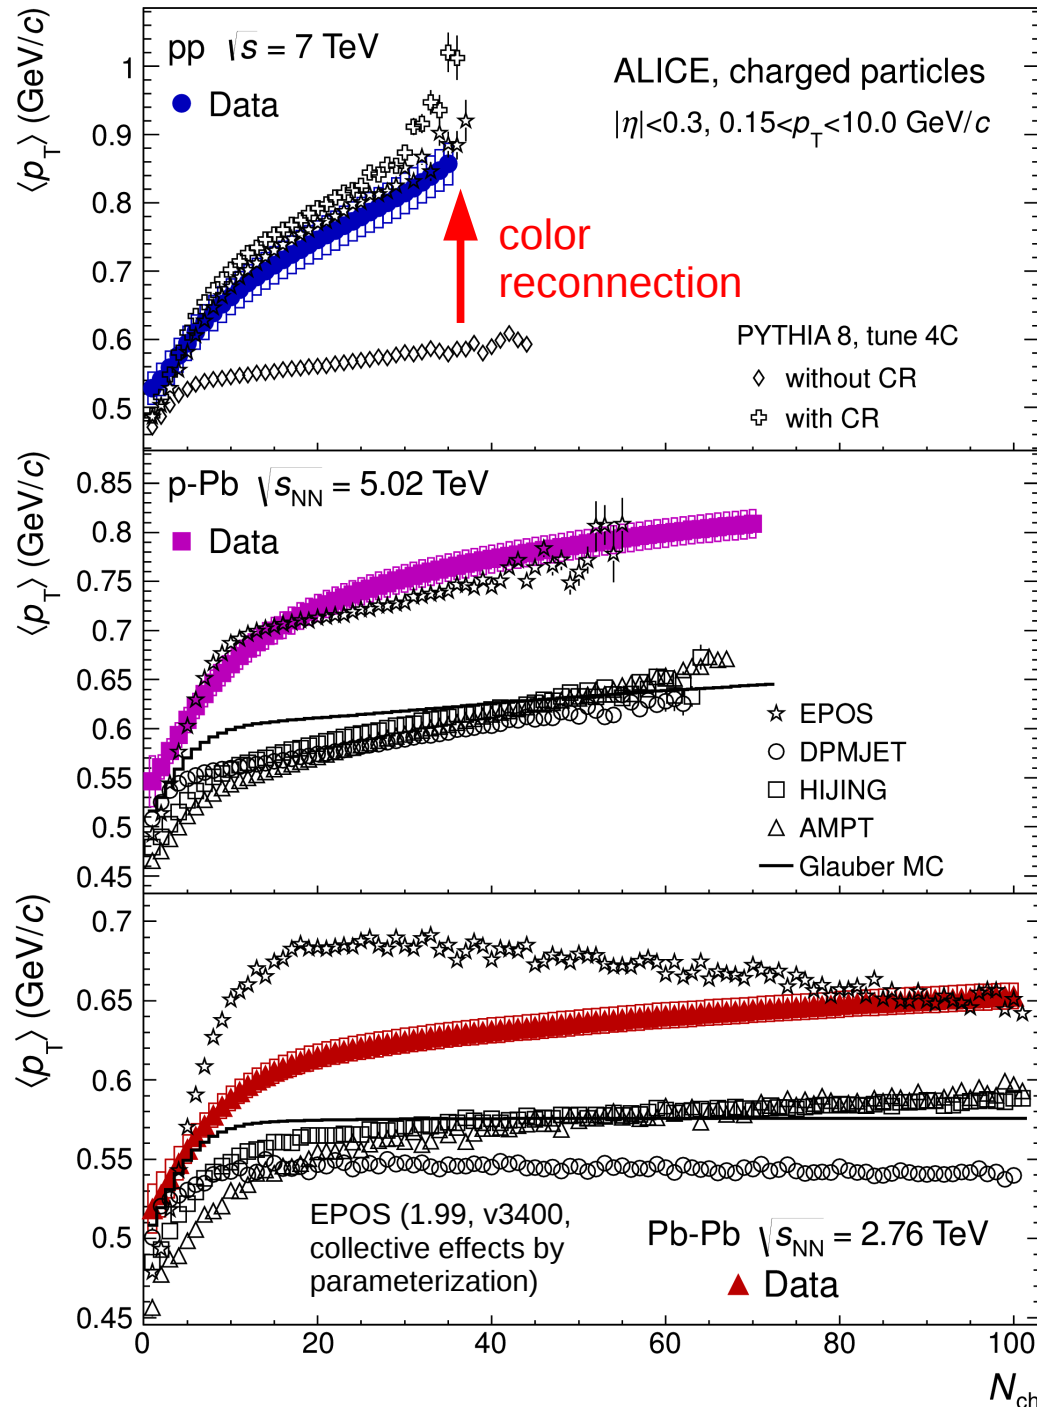 ⟨pT⟩ (GeV/c)
pp √s = 7 TeV
Data
ALICE, charged particles
|η|<0.3, 0.15<pT<10.0 GeV/c
1
0.9
0.8
0.7
0.6
0.5
color
reconnection
PYTHIA 8, tune 4C
without CR
with CR
⟨pT⟩ (GeV/c)
p-Pb √sNN = 5.02 TeV
Data
0.85
0.8
0.75
0.7
0.65
0.6
0.55
0.5
0.45
EPOS
DPMJET
HIJING
AMPT
Glauber MC
⟨pT⟩ (GeV/c)
0.7
0.65
0.6
0.55
0.5
0.45
EPOS (1.99, v3400,
collective effects by
parameterization)
Pb-Pb √sNN = 2.76 TeV
Data
0 20 40 60 80 100
Nch